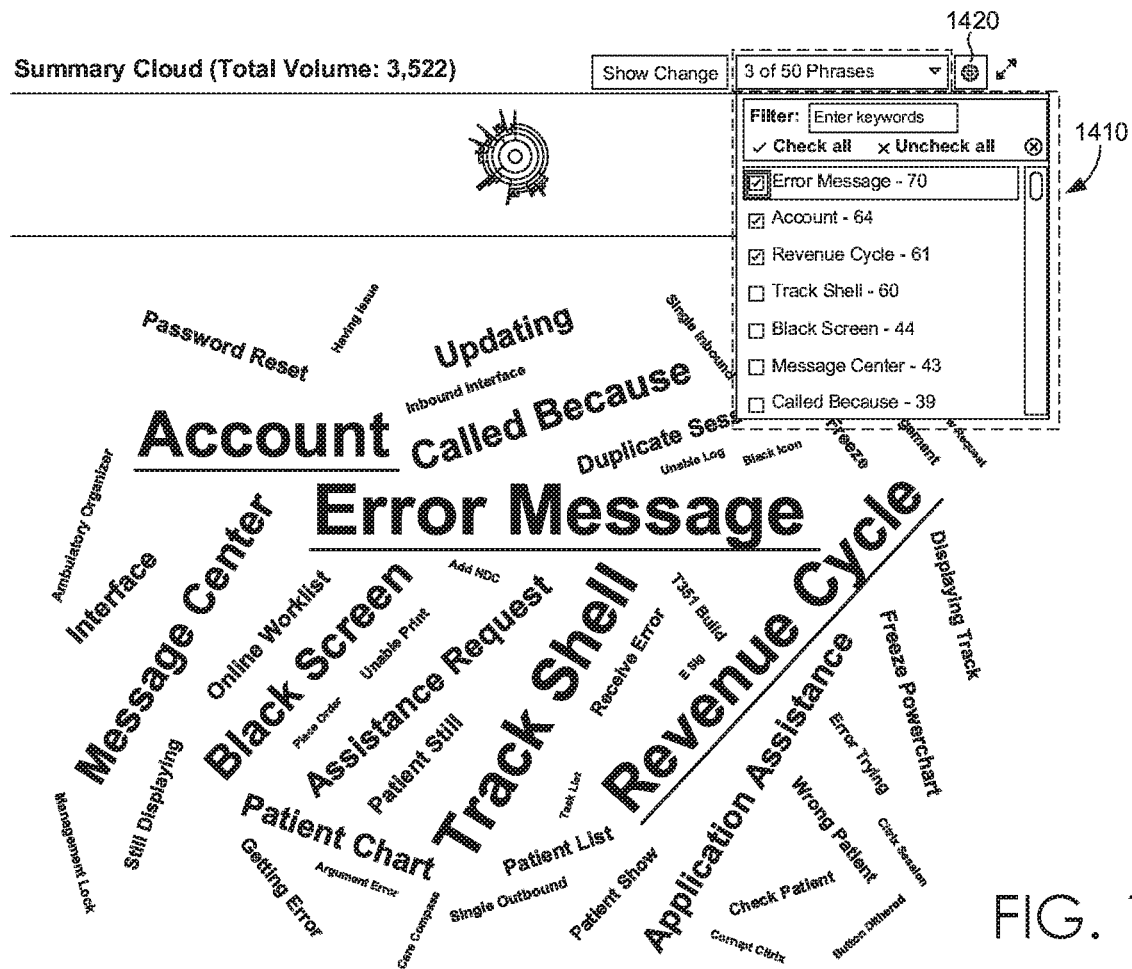 1420
Summary Cloud (Total Volume: 3,522)
Show Change
3 of 50 Phrases
Filter: Enter keywords
Check all
Uncheck all
1410
Error Message - 70
Account - 64
Revenue Cycle - 61
Track Shell - 60
Black Screen - 44
Message Center - 43
Called Because - 39
Password Reset
Having Issue
Updating
Inbound Interface
Single Inbound
Account
Called Because
Duplicate Sess
Unable Log
Black Icon
Freeze
gement
Request
Error Message
Ambulatory Organizer
Interface
Message Center
Online Worklist
Black Screen
Add NDC
Unable Print
Assistance Request
Place Order
Patient Still
Track Shell
Receive Error
T351 Build
E Sig
Revenue Cycle
Displaying Track
Freeze Powerchart
Application Assistance
Error Trying
Wrong Patient
Citrix Session
Management Lock
Still Displaying
Patient Chart
Getting Error
Argument Error
Care Compass
Task List
Patient List
Single Outbound
Patient Show
Check Patient
Corrupt Citrix
Button Dithered
FIG.